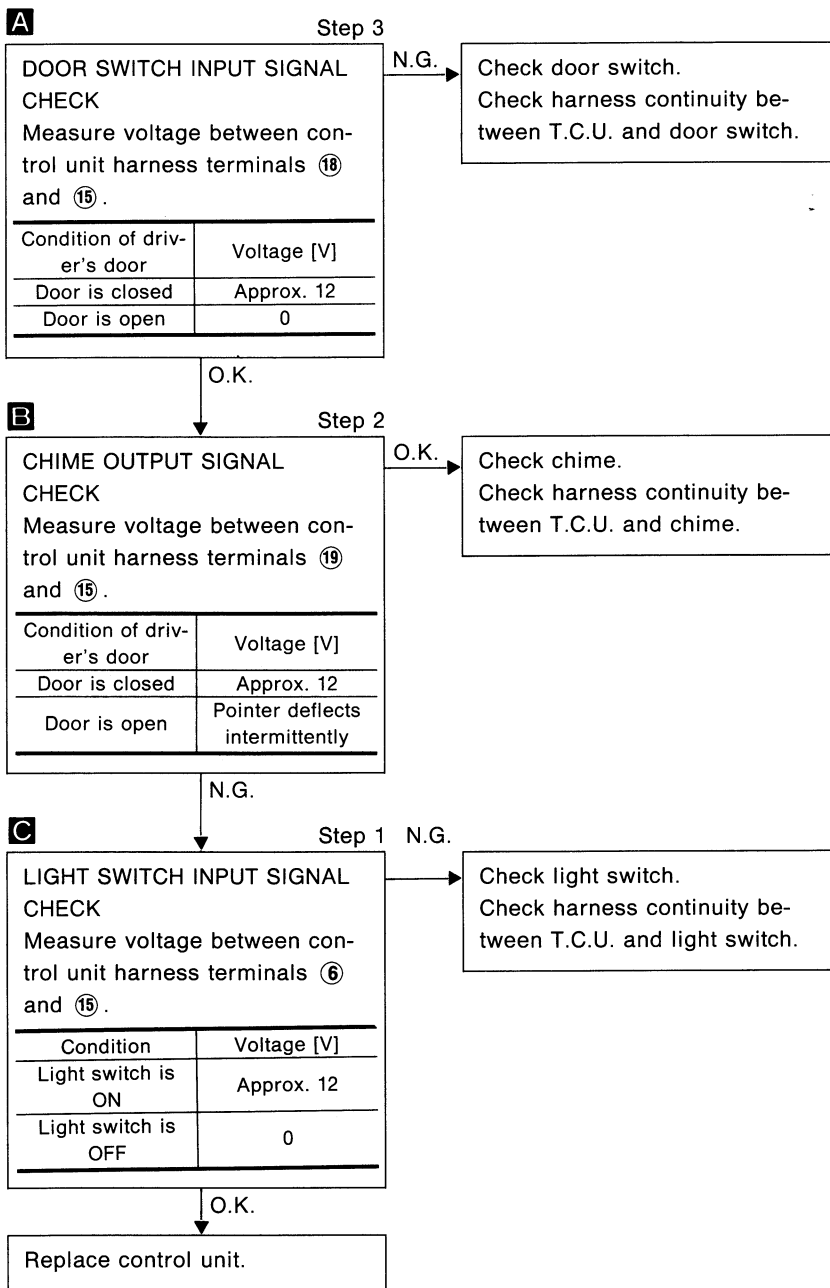 A
Step 3
DOOR SWITCH INPUT SIGNAL
CHECK
Measure voltage between con-
trol unit harness terminals ⑱
and ⑮.
Condition of driv-
er's door
Voltage [V]
Door is closed
Approx. 12
Door is open
0
N.G.
Check door switch.
Check harness continuity be-
tween T.C.U. and door switch.
O.K.
B
Step 2
CHIME OUTPUT SIGNAL
CHECK
Measure voltage between con-
trol unit harness terminals ⑲
and ⑮.
Condition of driv-
er's door
Voltage [V]
Door is closed
Approx. 12
Door is open
Pointer deflects
intermittently
O.K.
Check chime.
Check harness continuity be-
tween T.C.U. and chime.
N.G.
C
Step 1
N.G.
LIGHT SWITCH INPUT SIGNAL
CHECK
Measure voltage between con-
trol unit harness terminals ⑥
and ⑮.
Condition
Voltage [V]
Light switch is
ON
Approx. 12
Light switch is
OFF
0
Check light switch.
Check harness continuity be-
tween T.C.U. and light switch.
O.K.
Replace control unit.